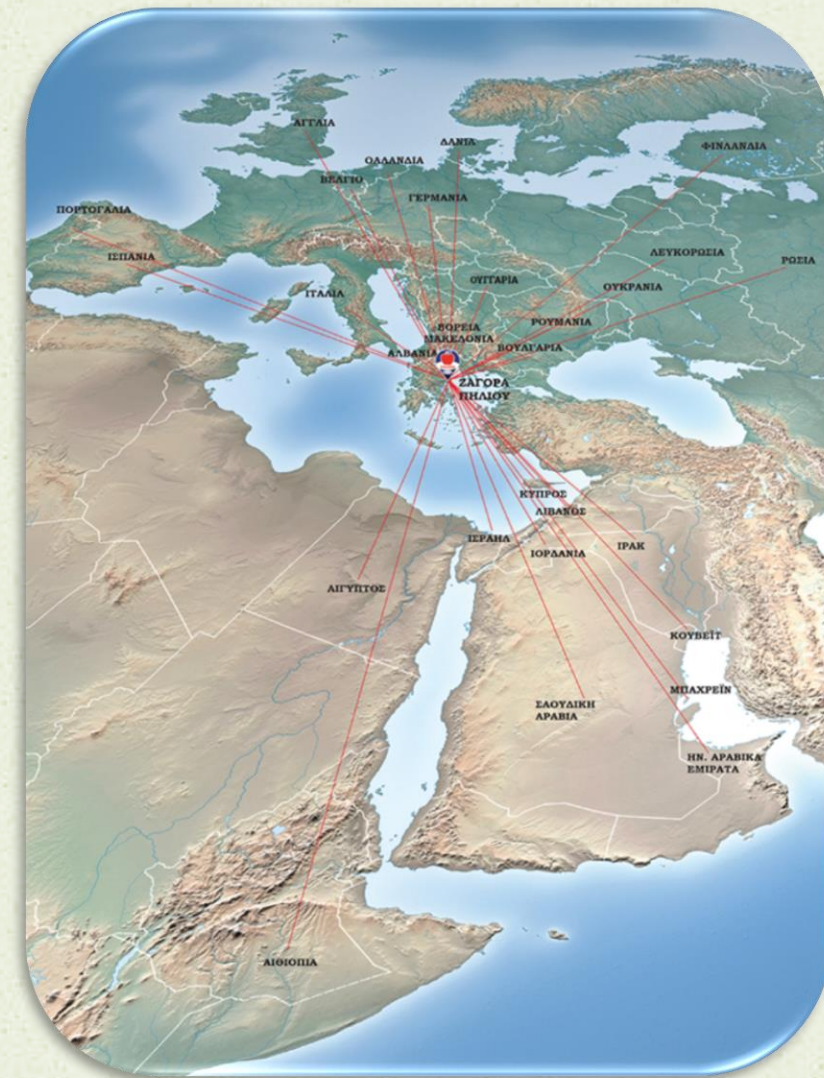 ΑΓΓΛΙΑ
ΔΑΝΙΑ
ΦΙΝΛΑΝΔΙΑ
ΟΛΛΑΝΔΙΑ
ΒΕΛΓΙΟ
ΓΕΡΜΑΝΙΑ
ΠΟΡΤΟΓΑΛΙΑ
ΙΣΠΑΝΙΑ
ΛΕΥΚΟΡΩΣΙΑ
ΡΩΣΙΑ
ΟΥΓΓΑΡΙΑ
ΟΥΚΡΑΝΙΑ
ΙΤΑΛΙΑ
ΡΟΥΜΑΝΙΑ
ΒΟΡΕΙΑ
ΜΑΚΕΔΟΝΙΑ
ΒΟΥΛΓΑΡΙΑ
ΑΛΒΑΝΙΑ
ΖΑΓΟΡΑ
ΠΗΛΙΟΥ
ΚΥΠΡΟΣ
ΛΙΒΑΝΟΣ
ΙΣΡΑΗΛ
ΙΟΡΔΑΝΙΑ
ΙΡΑΚ
ΑΙΓΥΠΤΟΣ
ΚΟΥΒΕΪΤ
ΜΠΑΧΡΕΪΝ
ΣΑΟΥΔΙΚΗ
ΑΡΑΒΙΑ
ΗΝ. ΑΡΑΒΙΚΑ
ΕΜΙΡΑΤΑ
ΑΙΘΙΟΠΙΑ